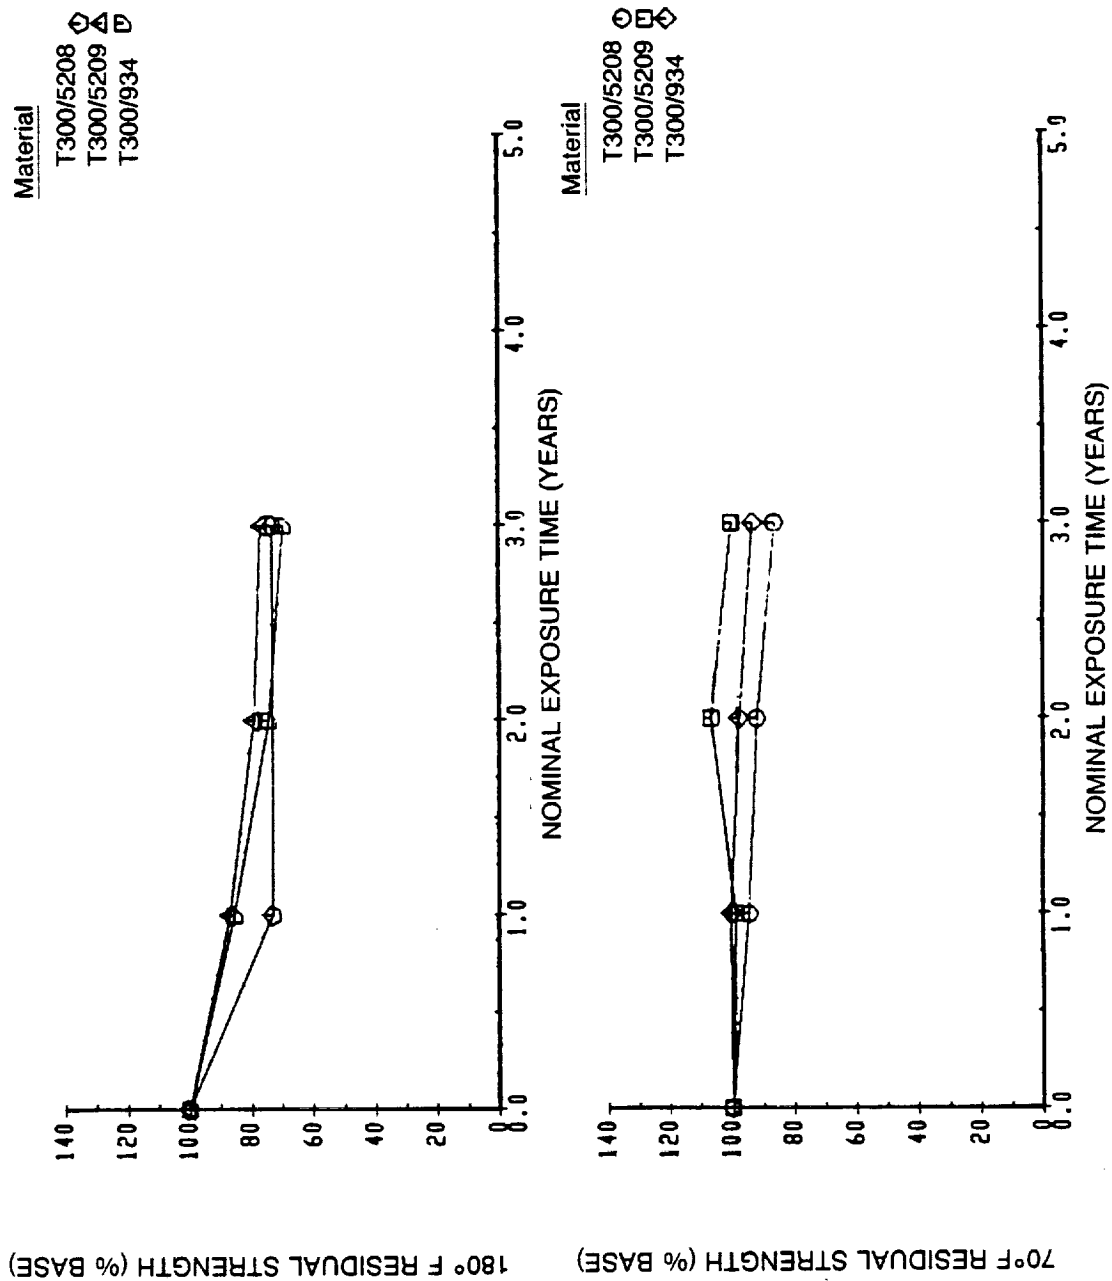 Material
T300/5208
T300/5209
T300/934
180° F RESIDUAL STRENGTH (% BASE)
140
120
100
80
60
40
20
0
.0
1.0
2.0
3.0
4.0
5.0
NOMINAL EXPOSURE TIME (YEARS)
Material
T300/5208
T300/5209
T300/934
70°F RESIDUAL STRENGTH (% BASE)
140
120
100
80
60
40
20
0
.0
1.0
2.0
3.0
4.0
5.0
NOMINAL EXPOSURE TIME (YEARS)